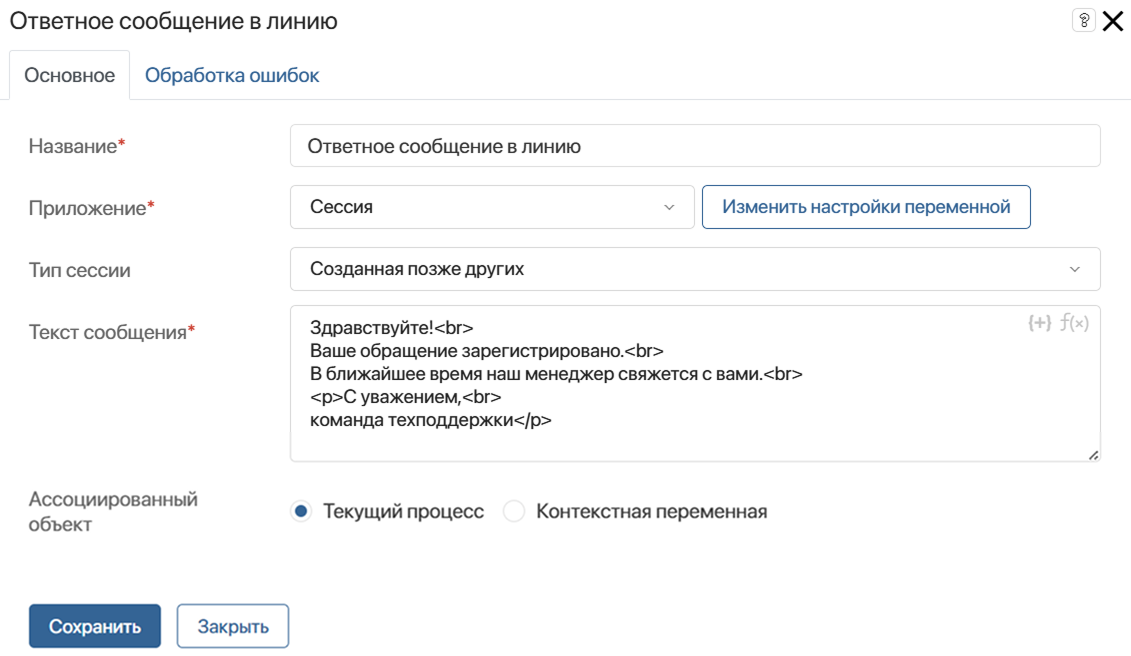 Ответное сообщение в линию
?
Основное
Обработка ошибок
Название*
Ответное сообщение в линию
Приложение*
Сессия
Изменить настройки переменной
Тип сессии
Созданная позже других
Текст сообщения*
{+} f(x)
Здравствуйте!<br>
Ваше обращение зарегистрировано.<br>
В ближайшее время наш менеджер свяжется с вами.<br>
<p>С уважением,<br>
команда техподдержки</p>
Ассоциированный
объект
Текущий процесс
Контекстная переменная
Сохранить
Закрыть